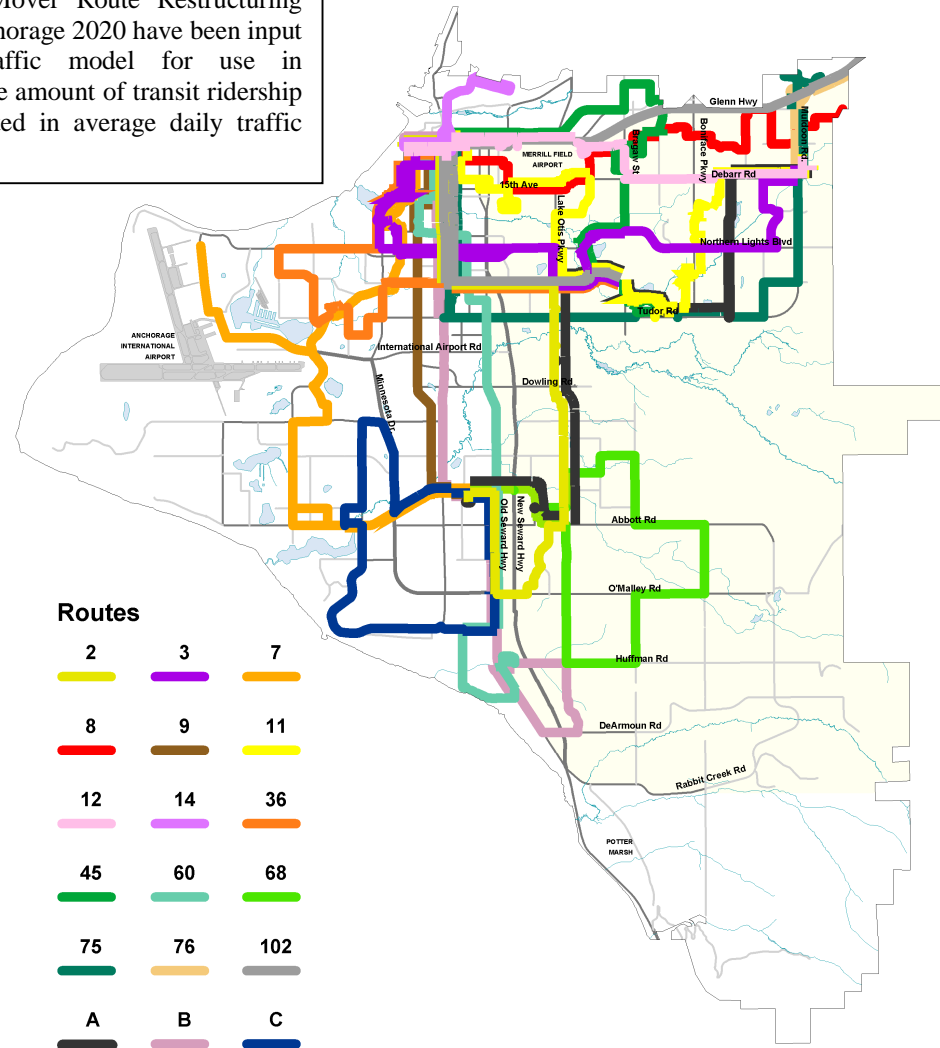 Mover Route Restructuring
horage 2020 have been input
affic model for use in
e amount of transit ridership
ed in average daily traffic
Glenn Hwy
Muldoon Rd.
Boniface Pkwy
Bragaw St
MERRILL FIELD
AIRPORT
Debarr Rd
15th Ave
Lake Otis Pkwy
Northern Lights Blvd
Tudor Rd
ANCHORAGE
INTERNATIONAL
AIRPORT
International Airport Rd
Minnesota Dr
Dowling Rd
Old Seward Hwy
New Seward Hwy
Abbott Rd
O'Malley Rd
Huffman Rd
DeArmoun Rd
Rabbit Creek Rd
POTTER
MARSH
Routes
2 3 7
8 9 11
12 14 36
45 60 68
75 76 102
A B C